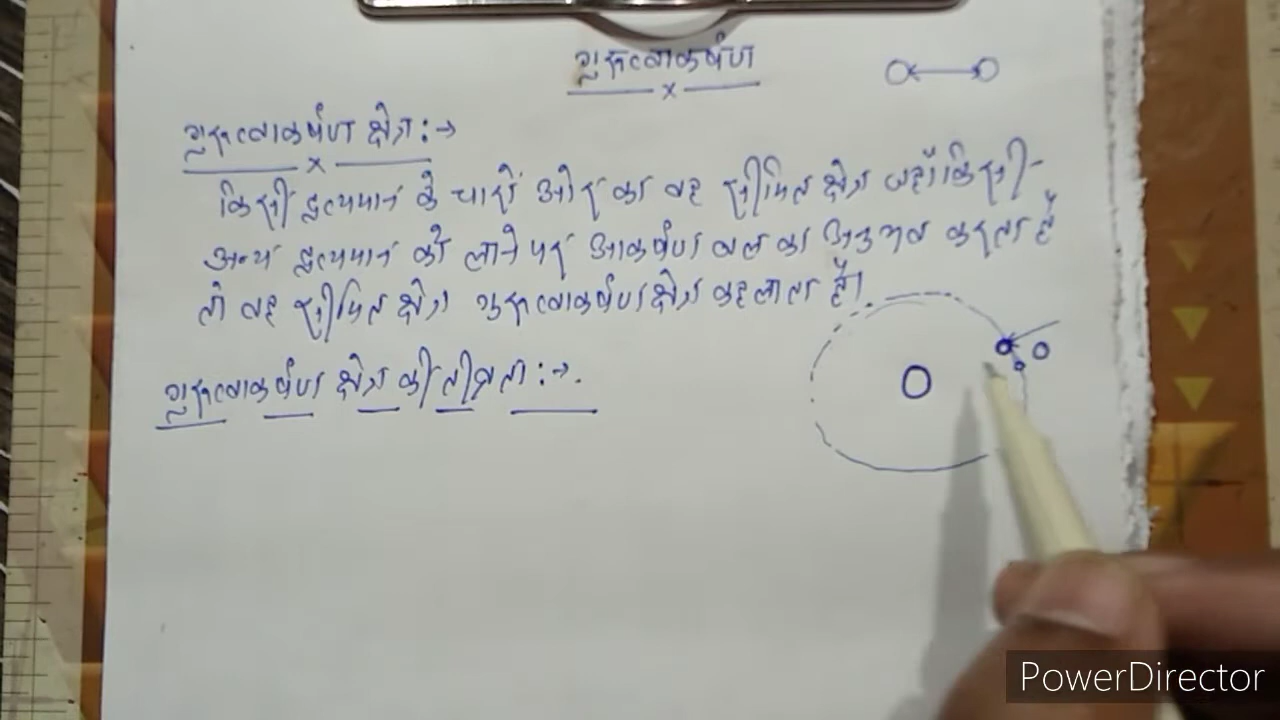 गुरुत्वाकर्षण
गुरुत्वाकर्षण क्षेत्र :→
किसी द्रव्यमान के चारों ओर का वह सीमित क्षेत्र जहाँ किसी
अन्य द्रव्यमान को लाने पर आकर्षण बल का अनुभव करता है
तो वह सीमित क्षेत्र गुरुत्वाकर्षण क्षेत्र कहलाता है।
गुरुत्वाकर्षण क्षेत्र की तीव्रता :→.
PowerDirector